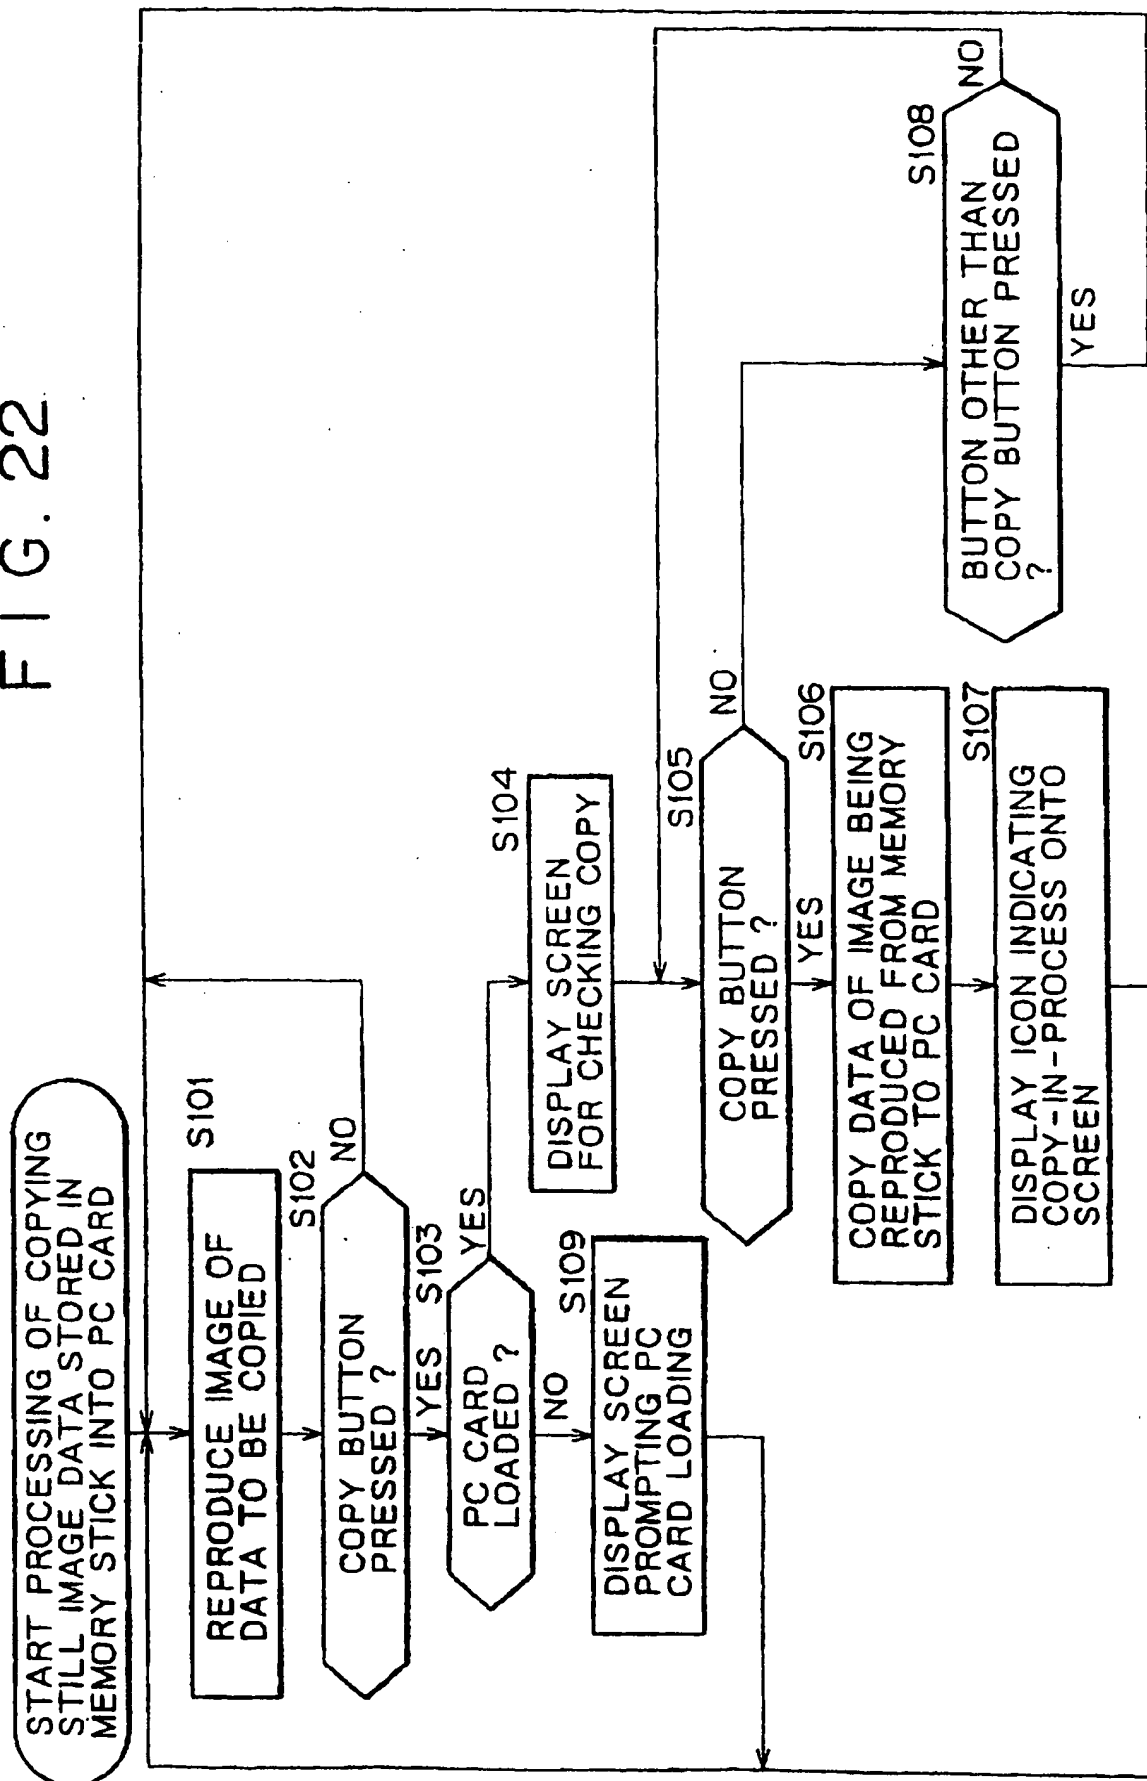 FIG. 22
START PROCESSING OF COPYING
STILL IMAGE DATA STORED IN
MEMORY STICK INTO PC CARD
S101
REPRODUCE IMAGE OF
DATA TO BE COPIED
S102
COPY BUTTON
PRESSED ?
NO
YES
S103
PC CARD
LOADED ?
YES
NO
S109
DISPLAY SCREEN
PROMPTING PC
CARD LOADING
S104
DISPLAY SCREEN
FOR CHECKING COPY
S105
COPY BUTTON
PRESSED ?
NO
YES
S106
COPY DATA OF IMAGE BEING
REPRODUCED FROM MEMORY
STICK TO PC CARD
S107
DISPLAY ICON INDICATING
COPY-IN-PROCESS ONTO
SCREEN
S108
BUTTON OTHER THAN
COPY BUTTON PRESSED
?
NO
YES